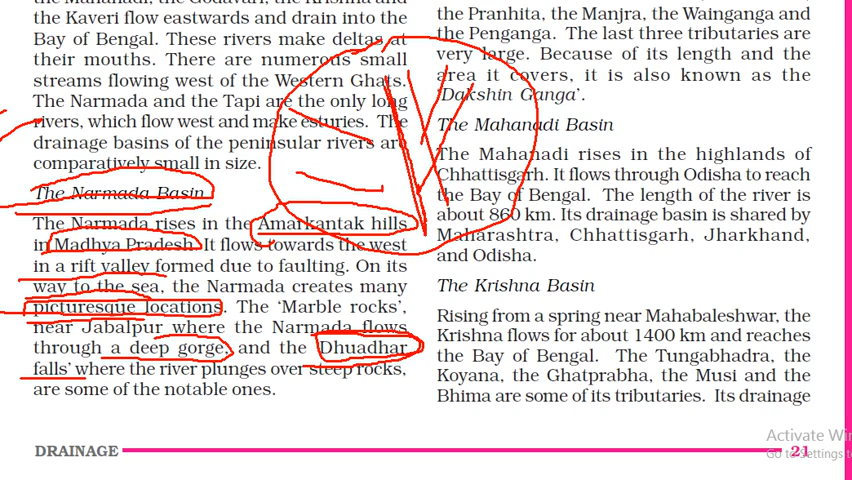 the Mahanadi, the Godavari, the Krishna and
the Kaveri flow eastwards and drain into the
Bay of Bengal. These rivers make deltas at
their mouths. There are numerous small
streams flowing west of the Western Ghats.
The Narmada and the Tapi are the only long
rivers, which flow west and make esturies. The
drainage basins of the peninsular rivers are
comparatively small in size.
The Narmada Basin
The Narmada rises in the Amarkantak hills
in Madhya Pradesh. It flows towards the west
in a rift valley formed due to faulting. On its
way to the sea, the Narmada creates many
picturesque locations. The ‘Marble rocks’,
near Jabalpur where the Narmada flows
through a deep gorge, and the ‘Dhuadhar
falls’ where the river plunges over steep rocks,
are some of the notable ones.
the Pranhita, the Manjra, the Wainganga and
the Penganga. The last three tributaries are
very large. Because of its length and the
area it covers, it is also known as the
‘Dakshin Ganga’.
The Mahanadi Basin
The Mahanadi rises in the highlands of
Chhattisgarh. It flows through Odisha to reach
the Bay of Bengal. The length of the river is
about 860 km. Its drainage basin is shared by
Maharashtra, Chhattisgarh, Jharkhand,
and Odisha.
The Krishna Basin
Rising from a spring near Mahabaleshwar, the
Krishna flows for about 1400 km and reaches
the Bay of Bengal. The Tungabhadra, the
Koyana, the Ghatprabha, the Musi and the
Bhima are some of its tributaries. Its drainage
DRAINAGE
21
Activate Win
Go to Settings to